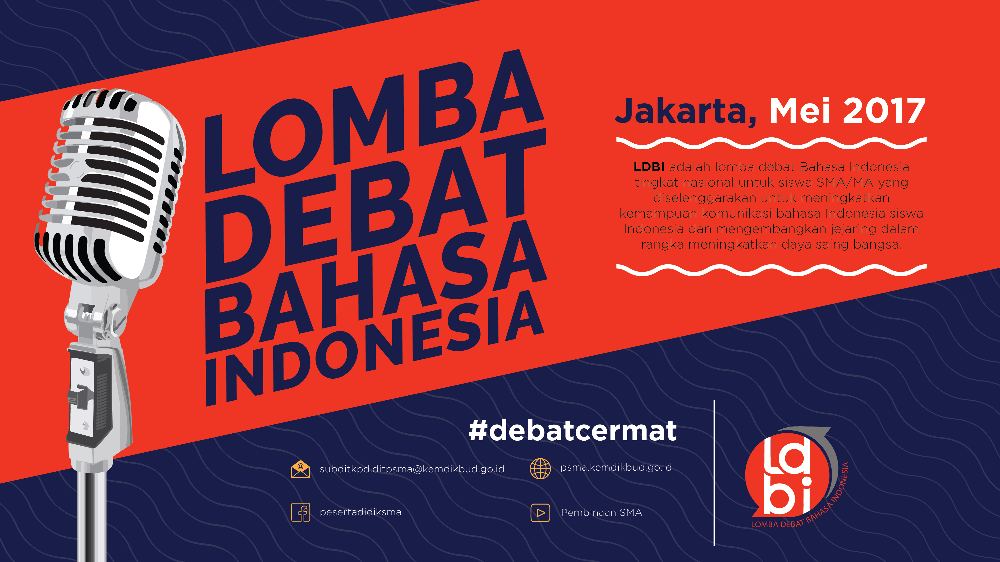 LOMBA
DEBAT
BAHASA
INDONESIA
Jakarta, Mei 2017
LDBI adalah lomba debat Bahasa Indonesia
tingkat nasional untuk siswa SMA/MA yang
diselenggarakan untuk meningkatkan
kemampuan komunikasi bahasa Indonesia siswa
Indonesia dan mengembangkan jejaring dalam
rangka meningkatkan daya saing bangsa.
#debatcermat
subditkpd.ditpsma@kemdikbud.go.id
psma.kemdikbud.go.id
pesertadidiksma
Pembinaan SMA
ld
bi
LOMBA DEBAT BAHASA INDONESIA